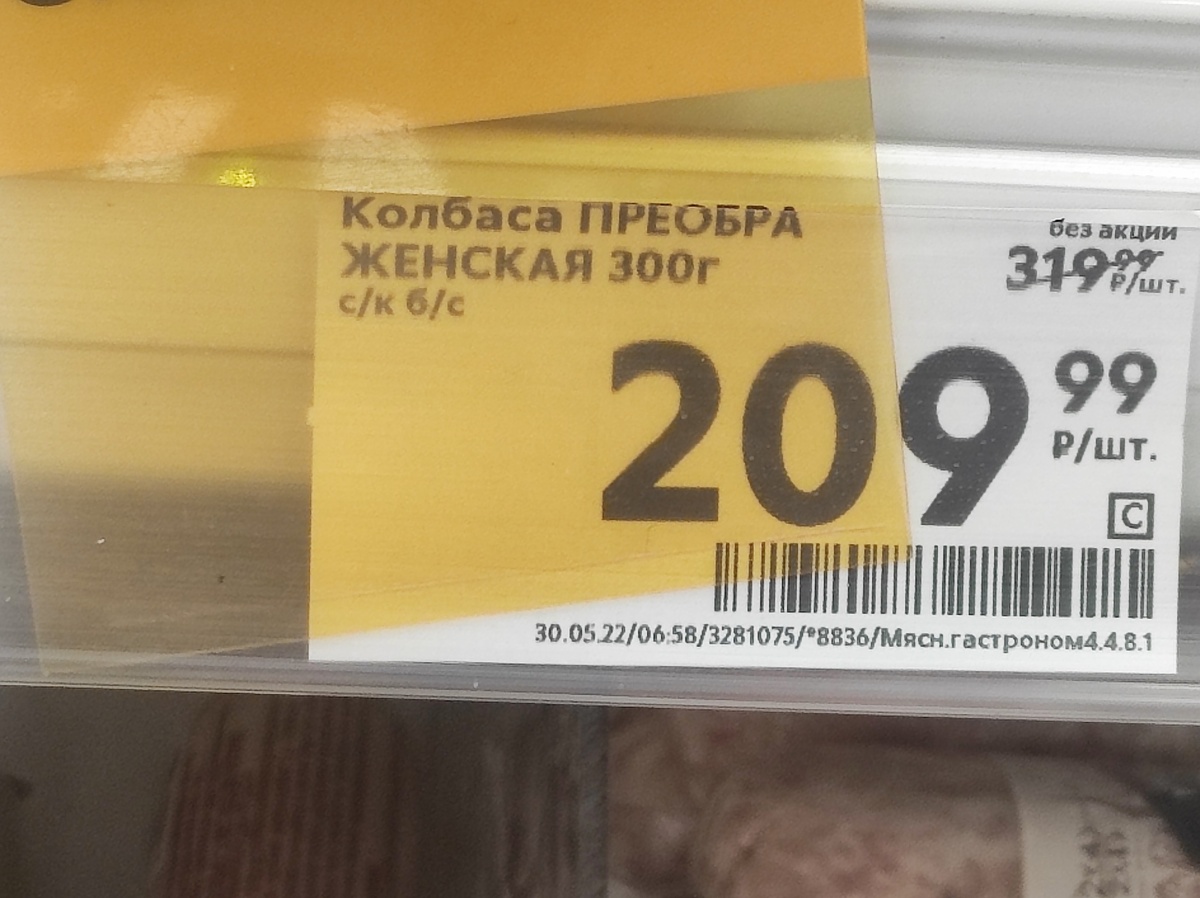 Колбаса ПРЕОБРА
ЖЕНСКАЯ 300г
с/к б/с
без акции
319 99
₽/шт.
209 99
₽/шт.
С
30.05.22/06:58/3281075/*8836/Мясн.гастроном4.4.8.1